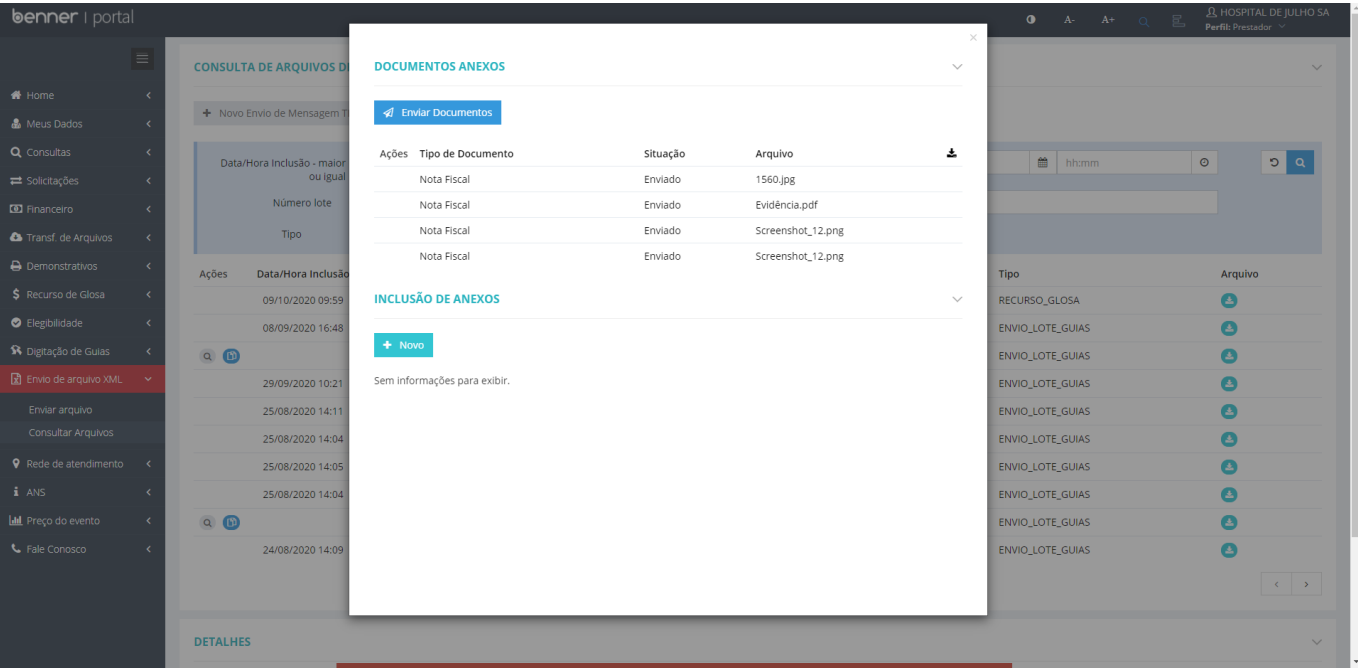 benner | portal
A- A+
HOSPITAL DE JULHO SA
Perfil: Prestador
Home
Meus Dados
Consultas
Solicitações
Financeiro
Transf. de Arquivos
Demonstrativos
Recurso de Glosa
Elegibilidade
Digitação de Guias
Envio de arquivo XML
Enviar arquivo
Consultar Arquivos
Rede de atendimento
ANS
Preço do evento
Fale Conosco
CONSULTA DE ARQUIVOS
+ Novo Envio de Mensagem
Data/Hora Inclusão - maior
ou igual
hh:mm
Número lote
Tipo
Ações Data/Hora Inclusão Tipo Arquivo
09/10/2020 09:59 RECURSO_GLOSA
08/09/2020 16:48 ENVIO_LOTE_GUIAS
ENVIO_LOTE_GUIAS
29/09/2020 10:21 ENVIO_LOTE_GUIAS
25/08/2020 14:11 ENVIO_LOTE_GUIAS
25/08/2020 14:04 ENVIO_LOTE_GUIAS
25/08/2020 14:05 ENVIO_LOTE_GUIAS
25/08/2020 14:04 ENVIO_LOTE_GUIAS
ENVIO_LOTE_GUIAS
24/08/2020 14:09 ENVIO_LOTE_GUIAS
DETALHES
×
DOCUMENTOS ANEXOS
Enviar Documentos
Ações Tipo de Documento Situação Arquivo
Nota Fiscal Enviado 1560.jpg
Nota Fiscal Enviado Evidência.pdf
Nota Fiscal Enviado Screenshot_12.png
Nota Fiscal Enviado Screenshot_12.png
INCLUSÃO DE ANEXOS
+ Novo
Sem informações para exibir.